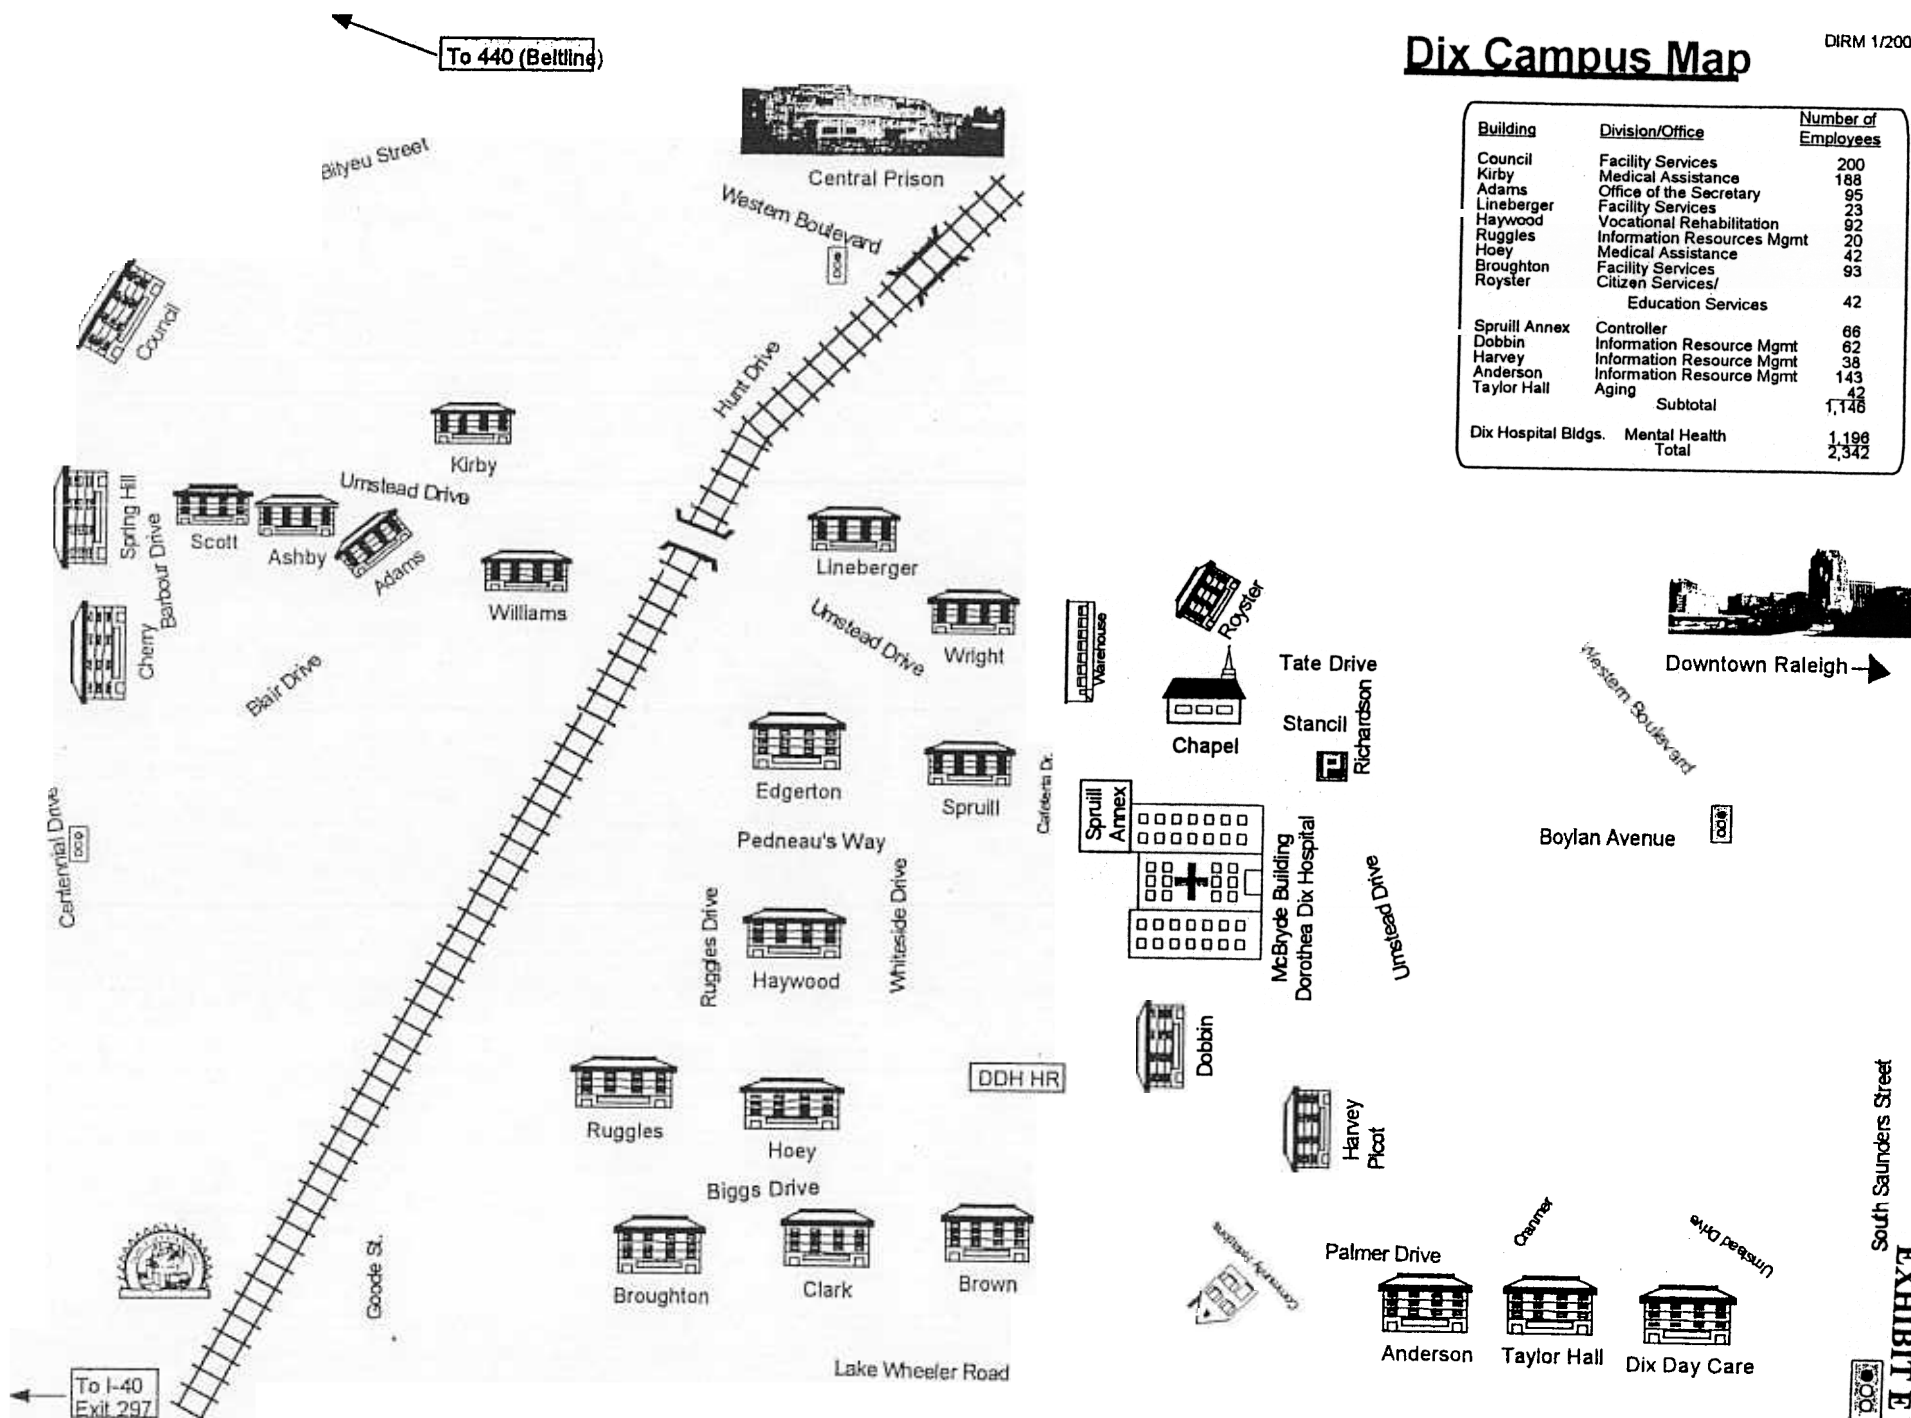 To 440 (Beltline)
Dix Campus Map
DIRM 1/200
Building Division/Office Number of Employees
Council Facility Services 200
Kirby Medical Assistance 188
Adams Office of the Secretary 95
Lineberger Facility Services 23
Haywood Vocational Rehabilitation 92
Ruggles Information Resources Mgmt 20
Hoey Medical Assistance 42
Broughton Facility Services 93
Royster Citizen Services/
Education Services 42
Spruill Annex Controller 66
Dobbin Information Resource Mgmt 62
Harvey Information Resource Mgmt 38
Anderson Information Resource Mgmt 143
Taylor Hall Aging 42
Subtotal 1,146
Dix Hospital Bldgs. Mental Health 1,196
Total 2,342
Bilyeu Street
Central Prison
Western Boulevard
Council
Hunt Drive
Kirby
Umstead Drive
Spring Hill
Barbour Drive
Scott
Ashby
Adams
Williams
Lineberger
Umstead Drive
Wright
Cherry
Blair Drive
Warehouse
Royster
Tate Drive
Chapel
Stancil
Richardson
P
Western Boulevard
Downtown Raleigh
Edgerton
Spruill
Cafeteria Dr.
Spruill
Annex
Pedneau's Way
Centennial Drive
McBryde Building
Dorothea Dix Hospital
Umstead Drive
Boylan Avenue
Ruggles Drive
Haywood
Whiteside Drive
Dobbin
DDH HR
Ruggles
Hoey
Harvey
Picot
South Saunders Street
Biggs Drive
Goode St.
Broughton
Clark
Brown
Palmer Drive
Cranmer
Umstead Drive
Anderson
Taylor Hall
Dix Day Care
Lake Wheeler Road
To I-40
Exit 297
EXHIBIT E